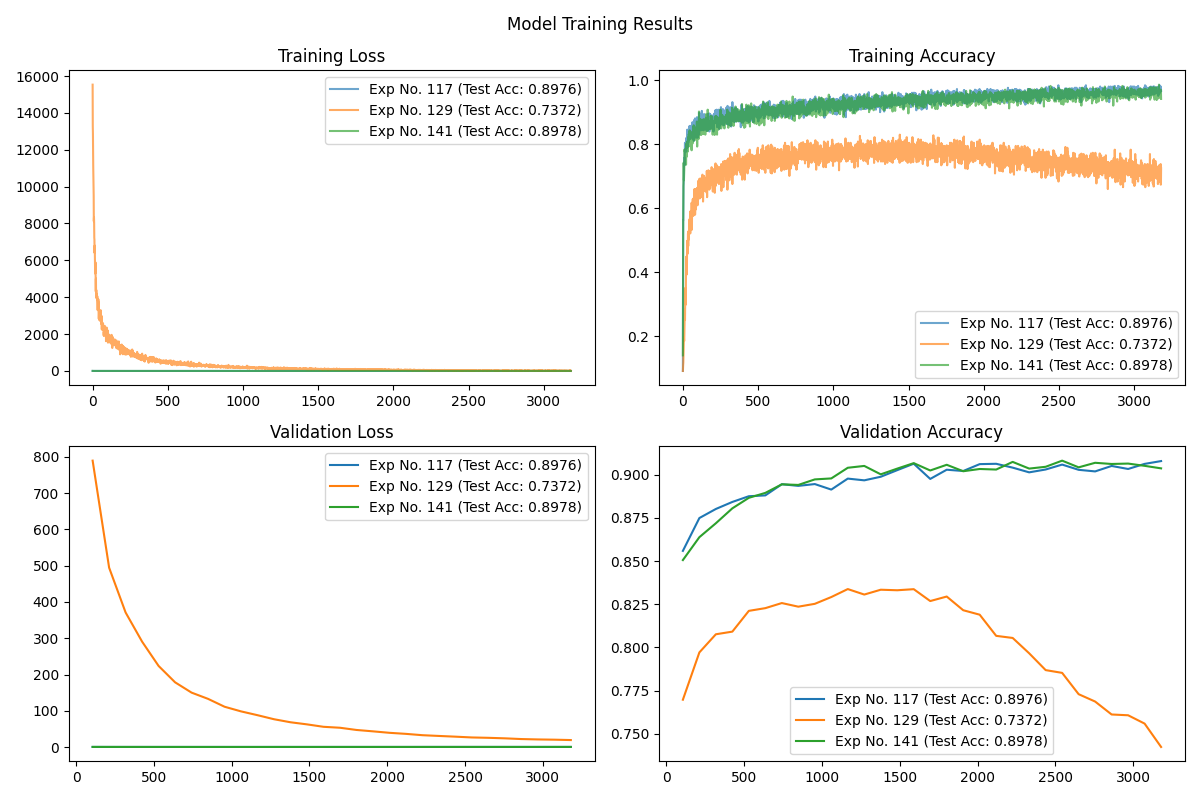 Model Training Results
Training Loss
16000
14000
12000
10000
8000
6000
4000
2000
0
0 500 1000 1500 2000 2500 3000
Exp No. 117 (Test Acc: 0.8976)
Exp No. 129 (Test Acc: 0.7372)
Exp No. 141 (Test Acc: 0.8978)
Training Accuracy
1.0
0.8
0.6
0.4
0.2
0 500 1000 1500 2000 2500 3000
Exp No. 117 (Test Acc: 0.8976)
Exp No. 129 (Test Acc: 0.7372)
Exp No. 141 (Test Acc: 0.8978)
Validation Loss
800
700
600
500
400
300
200
100
0
0 500 1000 1500 2000 2500 3000
Exp No. 117 (Test Acc: 0.8976)
Exp No. 129 (Test Acc: 0.7372)
Exp No. 141 (Test Acc: 0.8978)
Validation Accuracy
0.900
0.875
0.850
0.825
0.800
0.775
0.750
0 500 1000 1500 2000 2500 3000
Exp No. 117 (Test Acc: 0.8976)
Exp No. 129 (Test Acc: 0.7372)
Exp No. 141 (Test Acc: 0.8978)